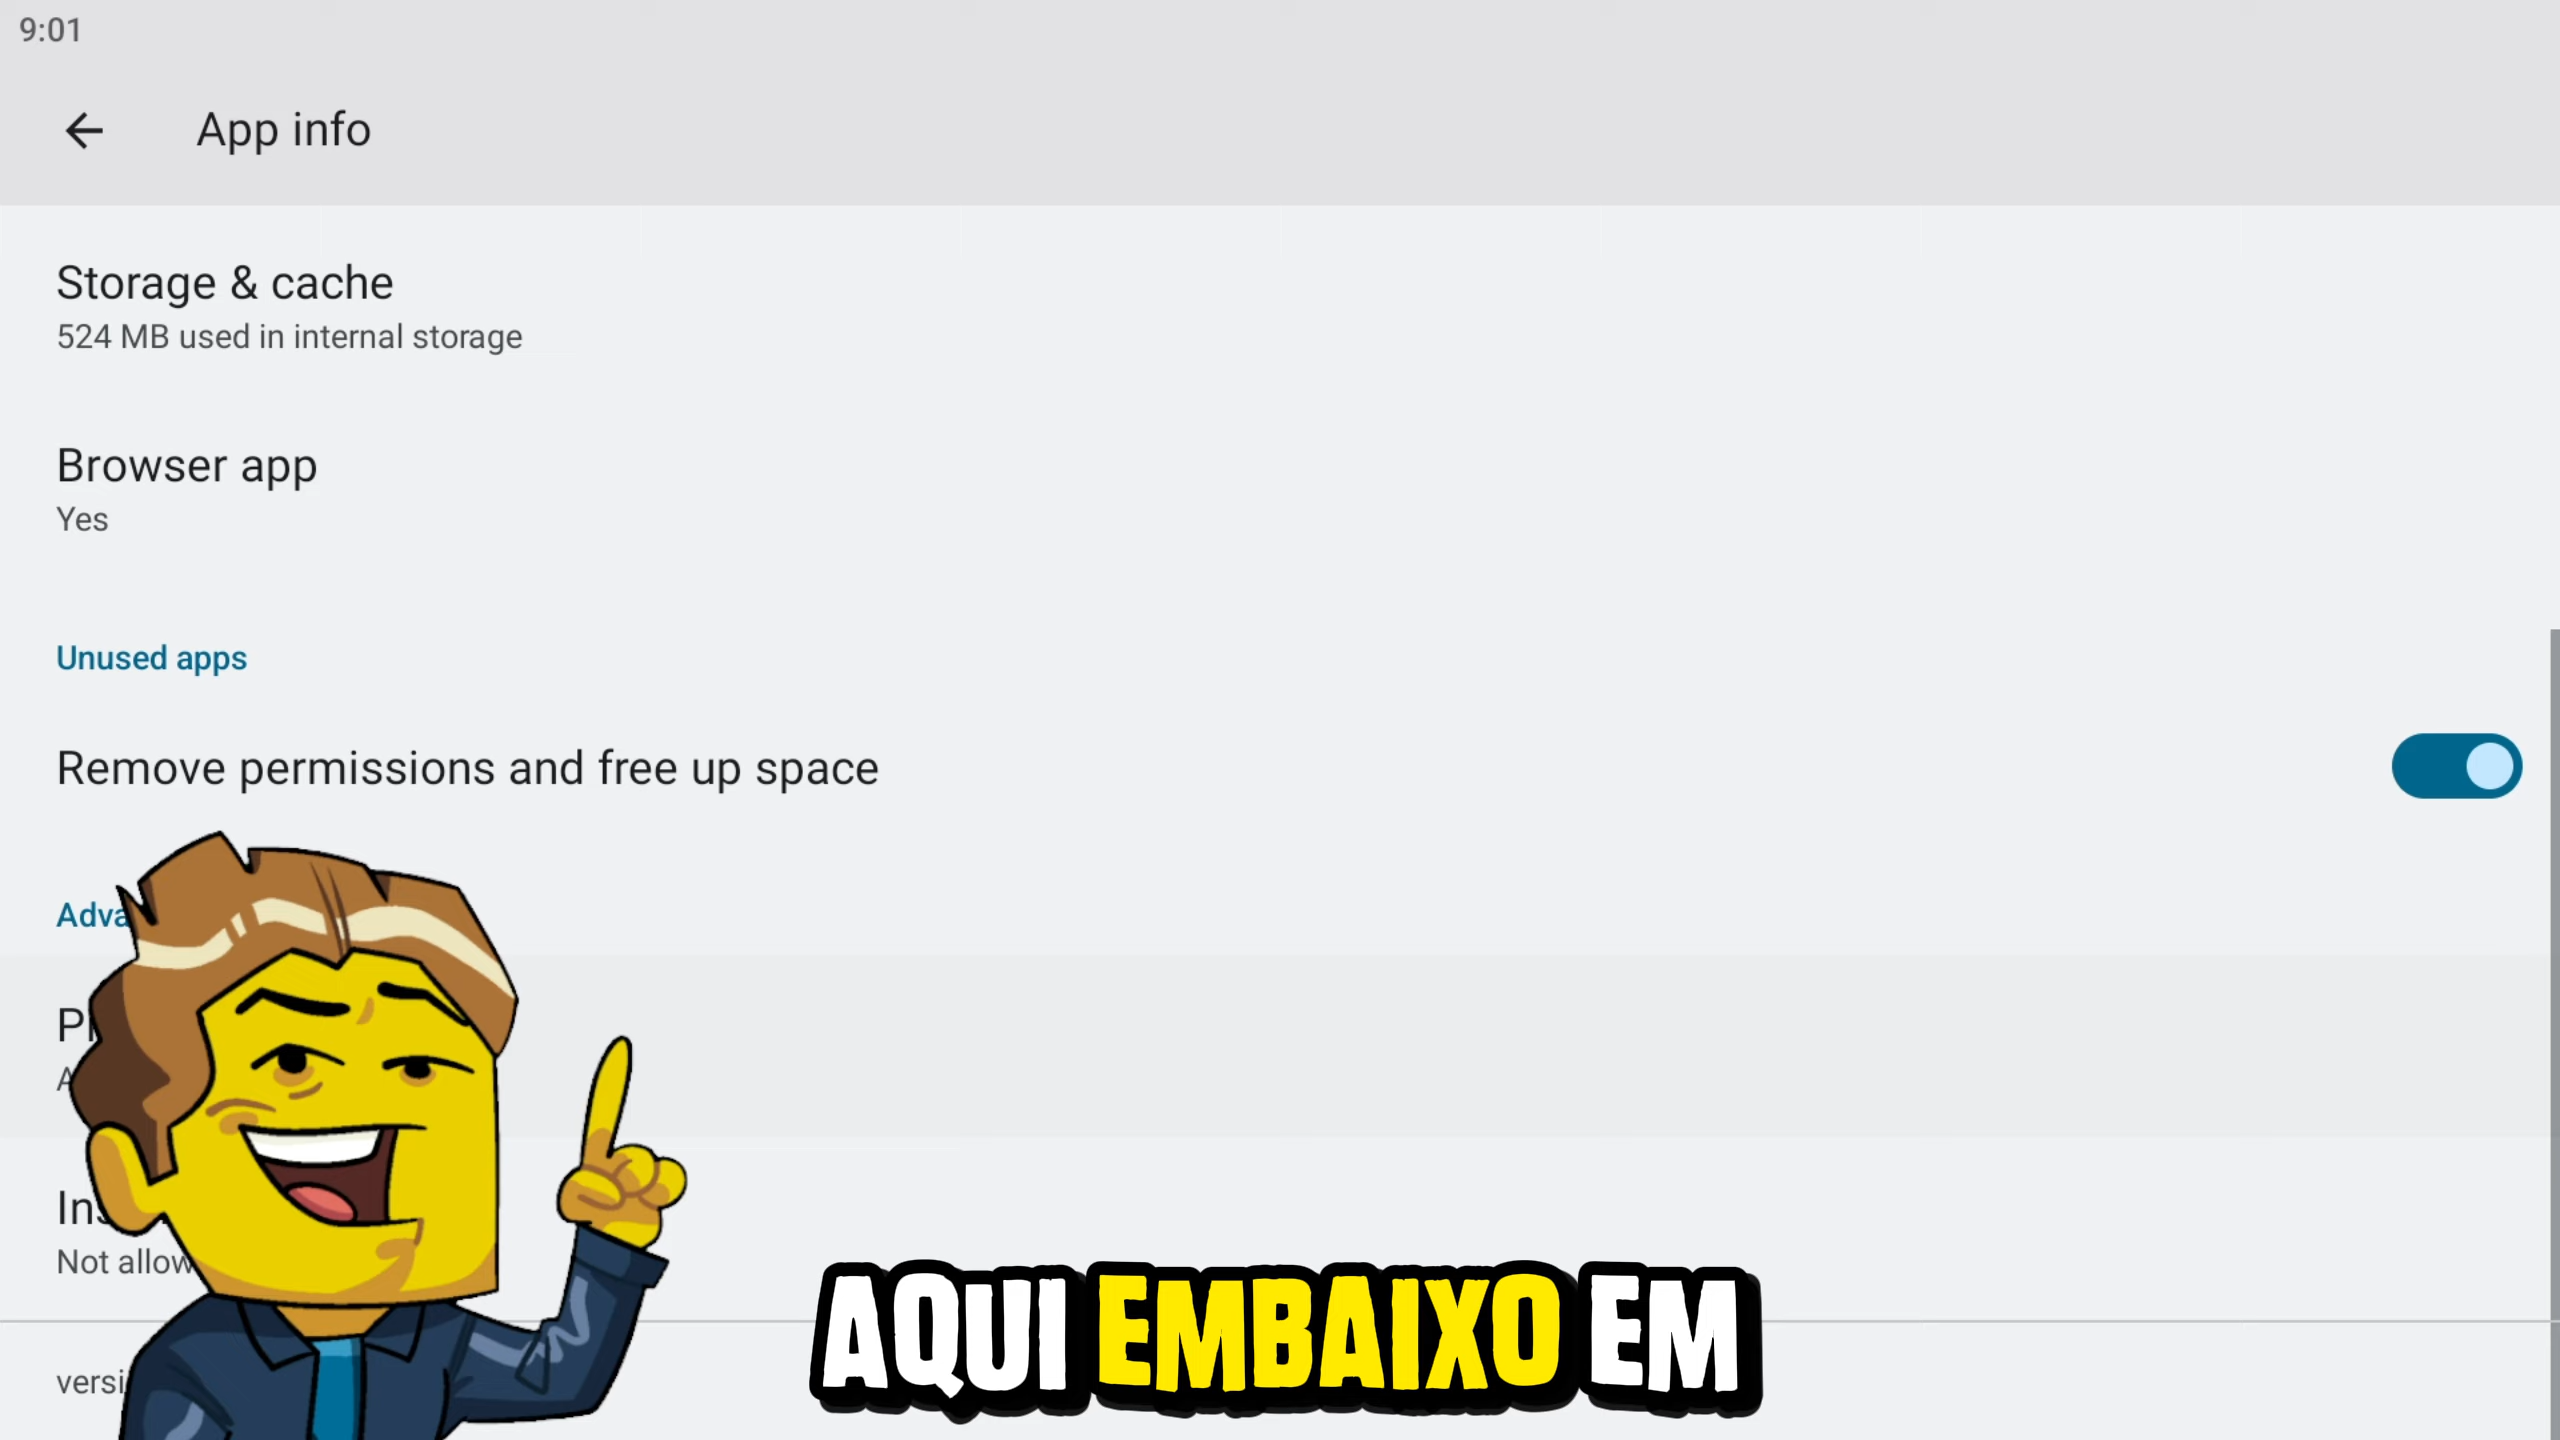 9:01
App info
Storage & cache
524 MB used in internal storage
Browser app
Yes
Unused apps
Remove permissions and free up space
Not
AQUI EMBAIXO EM